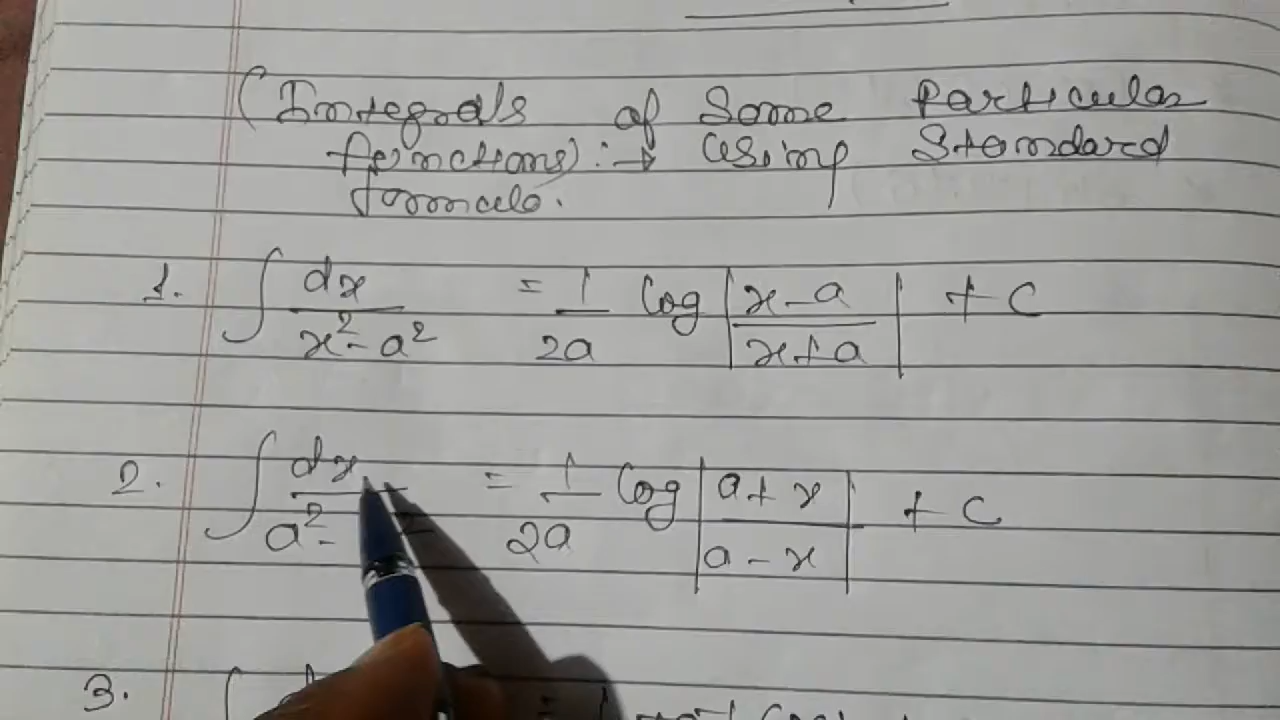 (Integrals of Some Particular
functions) :→ Using Standard
formula.
1. ∫ dx / x² - a² = 1 / 2a log | x - a / x + a | + C
2. ∫ dx / a² - ² = 1 / 2a log | a + x / a - x | + C
3. ∫ =